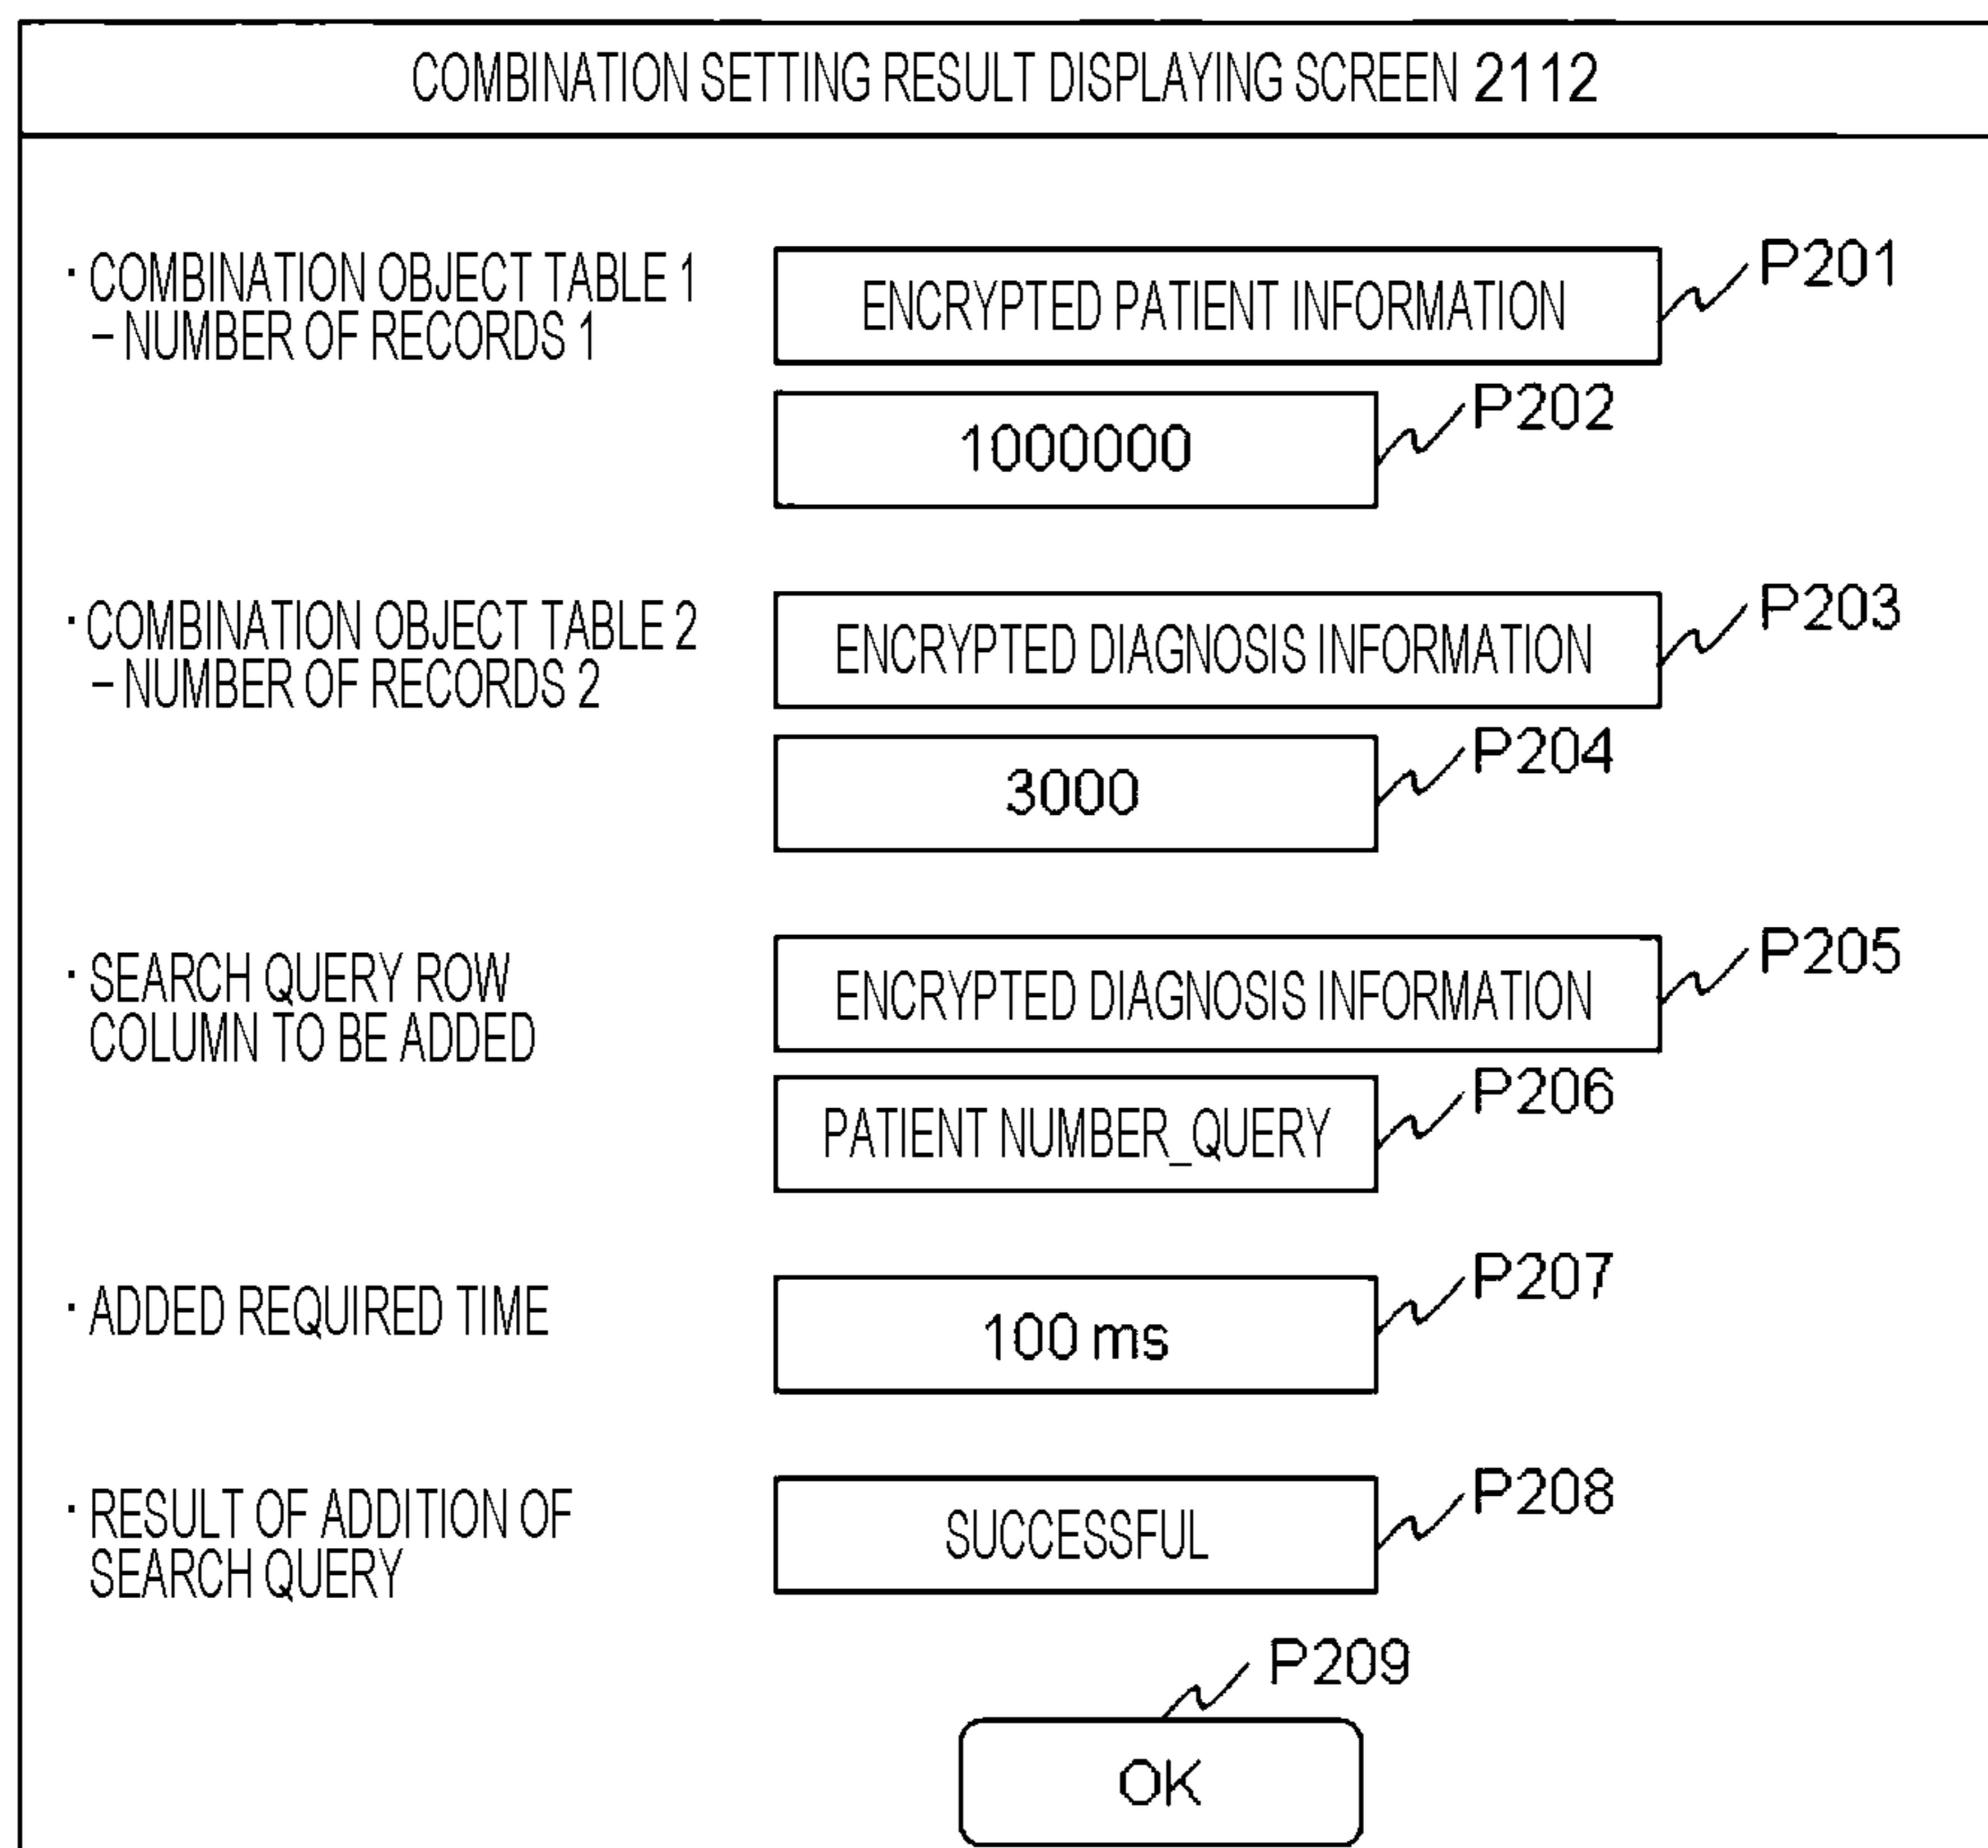 COMBINATION SETTING RESULT DISPLAYING SCREEN 2112
· COMBINATION OBJECT TABLE 1
– NUMBER OF RECORDS 1
ENCRYPTED PATIENT INFORMATION
P201
1000000
P202
· COMBINATION OBJECT TABLE 2
– NUMBER OF RECORDS 2
ENCRYPTED DIAGNOSIS INFORMATION
P203
3000
P204
· SEARCH QUERY ROW
COLUMN TO BE ADDED
ENCRYPTED DIAGNOSIS INFORMATION
P205
PATIENT NUMBER_QUERY
P206
· ADDED REQUIRED TIME
100 ms
P207
· RESULT OF ADDITION OF
SEARCH QUERY
SUCCESSFUL
P208
P209
OK